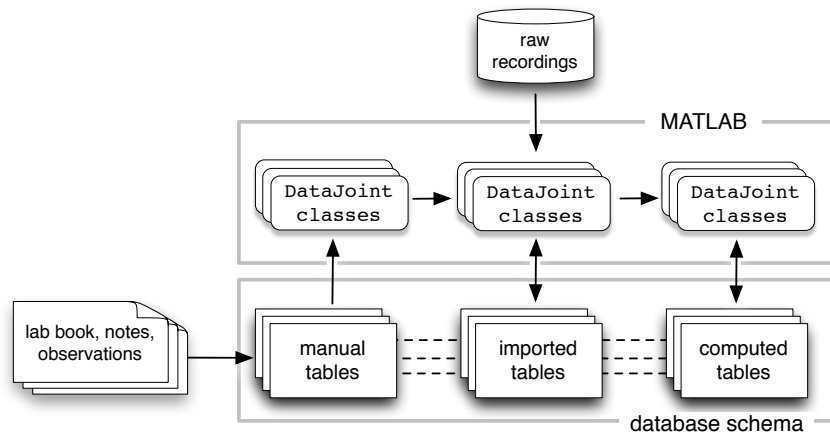 raw
recordings
MATLAB
DataJoint
classes
DataJoint
classes
DataJoint
classes
lab book, notes,
observations
manual
tables
imported
tables
computed
tables
database schema